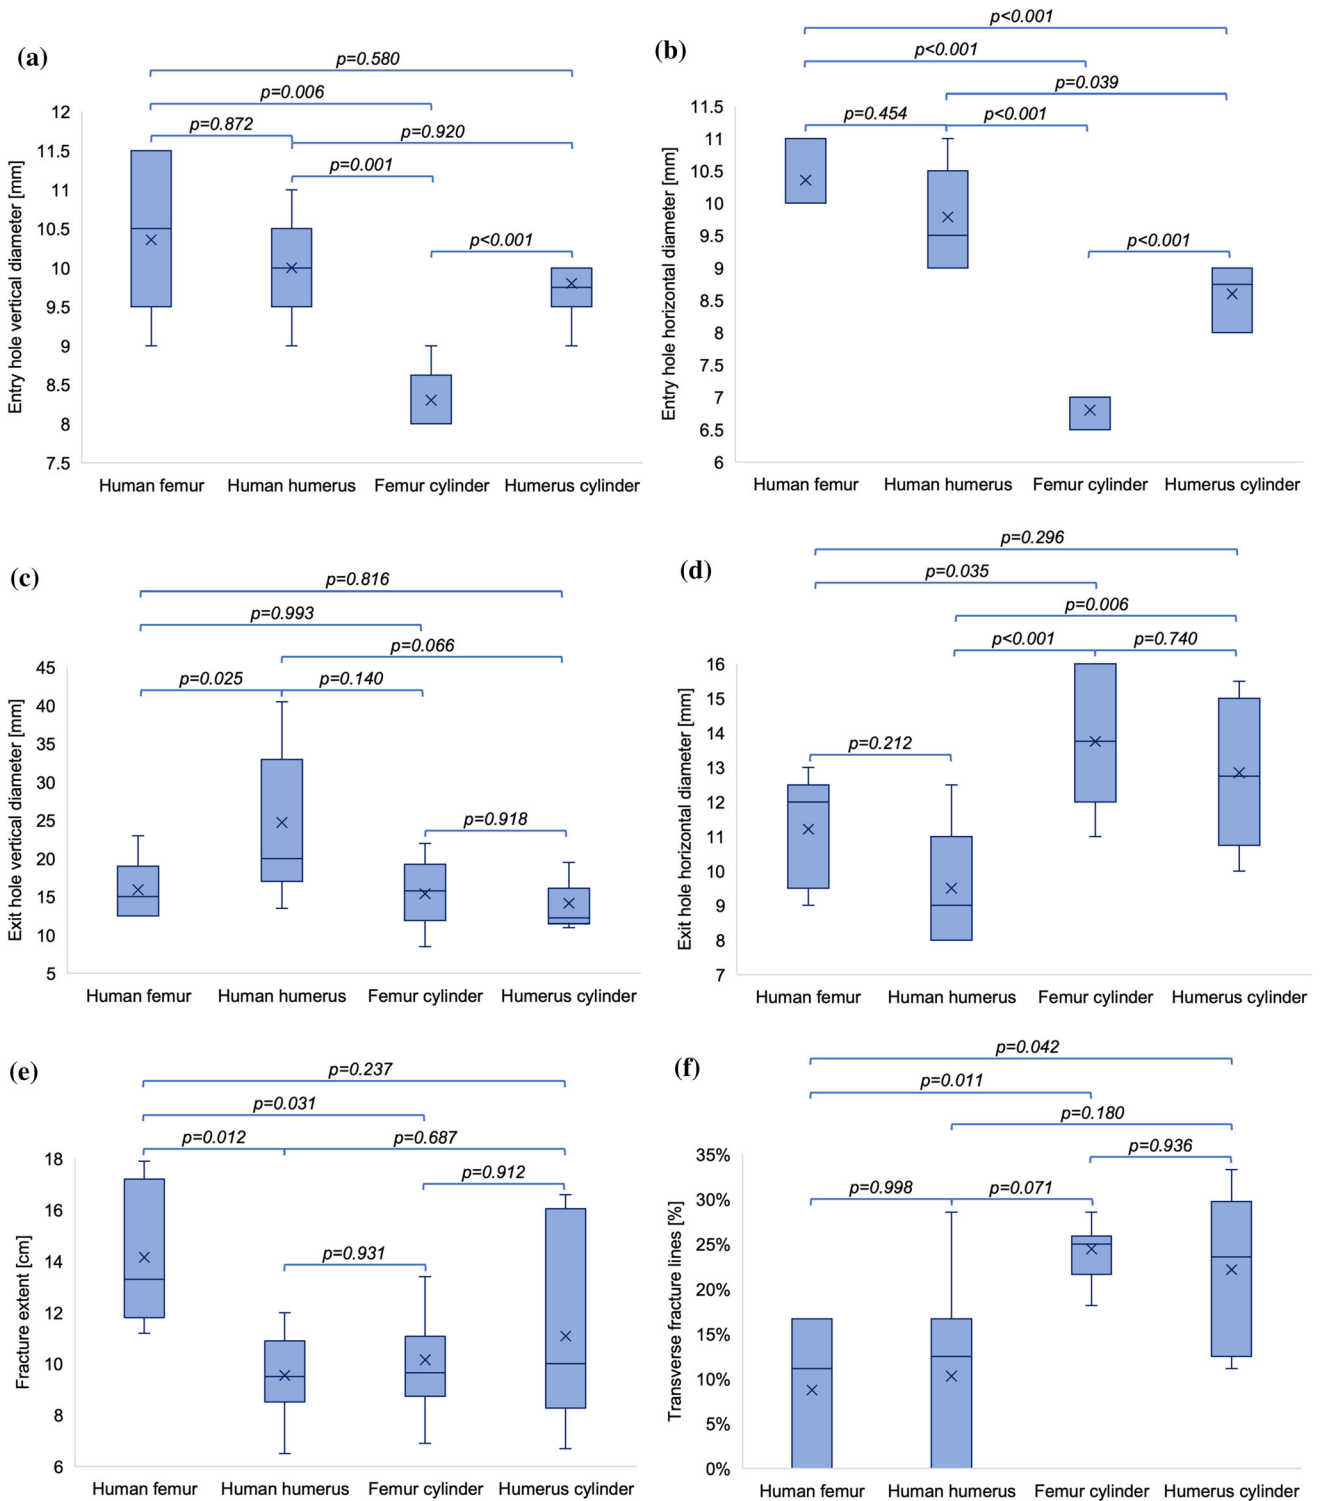 (a)
p=0.580
p=0.006
p=0.872
p=0.920
p=0.001
p<0.001
Entry hole vertical diameter [mm]
12
11.5
11
10.5
10
9.5
9
8.5
8
7.5
Human femur Human humerus Femur cylinder Humerus cylinder
(b)
p<0.001
p<0.001
p=0.039
p=0.454
p<0.001
p<0.001
Entry hole horizontal diameter [mm]
11.5
11
10.5
10
9.5
9
8.5
8
7.5
7
6.5
6
Human femur Human humerus Femur cylinder Humerus cylinder
(c)
p=0.816
p=0.993
p=0.066
p=0.025
p=0.140
p=0.918
Exit hole vertical diameter [mm]
45
40
35
30
25
20
15
10
5
Human femur Human humerus Femur cylinder Humerus cylinder
(d)
p=0.296
p=0.035
p=0.006
p<0.001
p=0.740
p=0.212
Exit hole horizontal diameter [mm]
16
15
14
13
12
11
10
9
8
7
Human femur Human humerus Femur cylinder Humerus cylinder
(e)
p=0.237
p=0.031
p=0.012
p=0.687
p=0.912
p=0.931
Fracture extent [cm]
18
16
14
12
10
8
6
Human femur Human humerus Femur cylinder Humerus cylinder
(f)
p=0.042
p=0.011
p=0.180
p=0.936
p=0.998
p=0.071
Transverse fracture lines [%]
35%
30%
25%
20%
15%
10%
5%
0%
Human femur Human humerus Femur cylinder Humerus cylinder